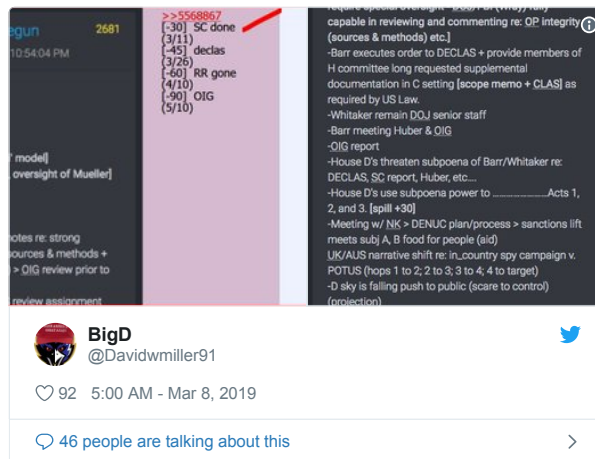 egun 2681
10:54:04 PM
' model]
, oversight of Mueller]
notes re: strong
ources & methods +
> OIG review prior to
review assignment
>>5568867
[-30] SC done
(3/11)
[-45] declas
(3/26)
[-60] RR gone
(4/10)
[-90] OIG
(5/10)
capable in reviewing and commenting re: OP integrity
(sources & methods) etc.]
-Barr executes order to DECLAS + provide members of
H committee long requested supplemental
documentation in C setting [scope memo + CLAS] as
required by US Law.
-Whitaker remain DOJ senior staff
-Barr meeting Huber & OIG
-OIG report
-House D's threaten subpoena of Barr/Whitaker re:
DECLAS, SC report, Huber, etc....
-House D's use subpoena power to ......................Acts 1,
2, and 3. [spill +30]
-Meeting w/ NK > DENUC plan/process > sanctions lift
meets subj A, B food for people (aid)
UK/AUS narrative shift re: in_country spy campaign v.
POTUS (hops 1 to 2; 2 to 3; 3 to 4; 4 to target)
-D sky is falling push to public (scare to control)
(projection)
BigD
@Davidwmiller91
92 5:00 AM - Mar 8, 2019
46 people are talking about this